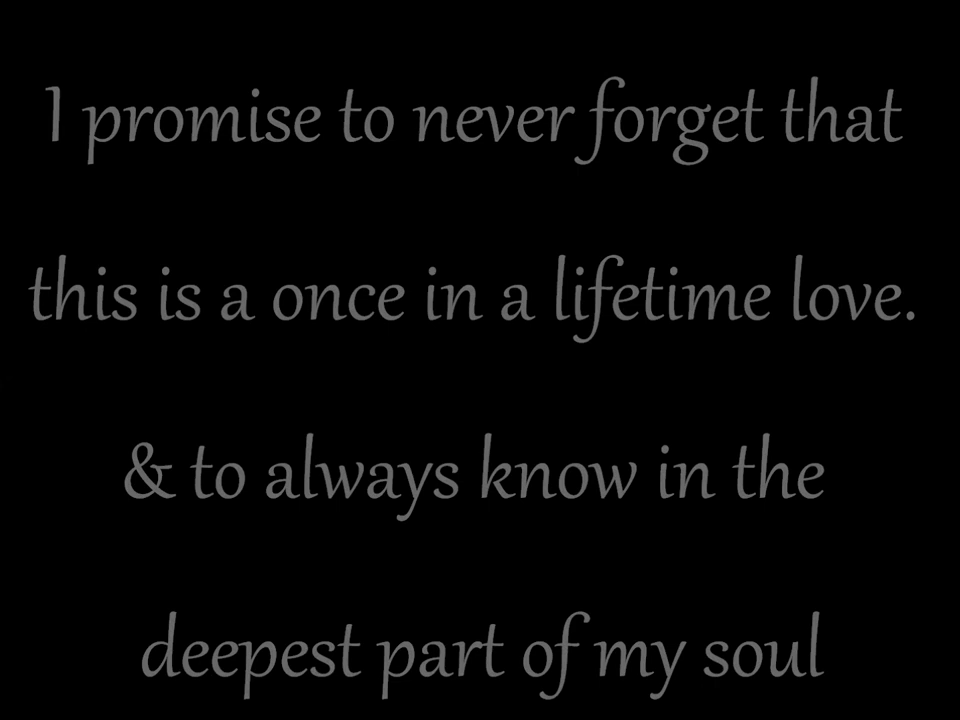 I promise to never forget that
this is a once in a lifetime love.
& to always know in the
deepest part of my soul